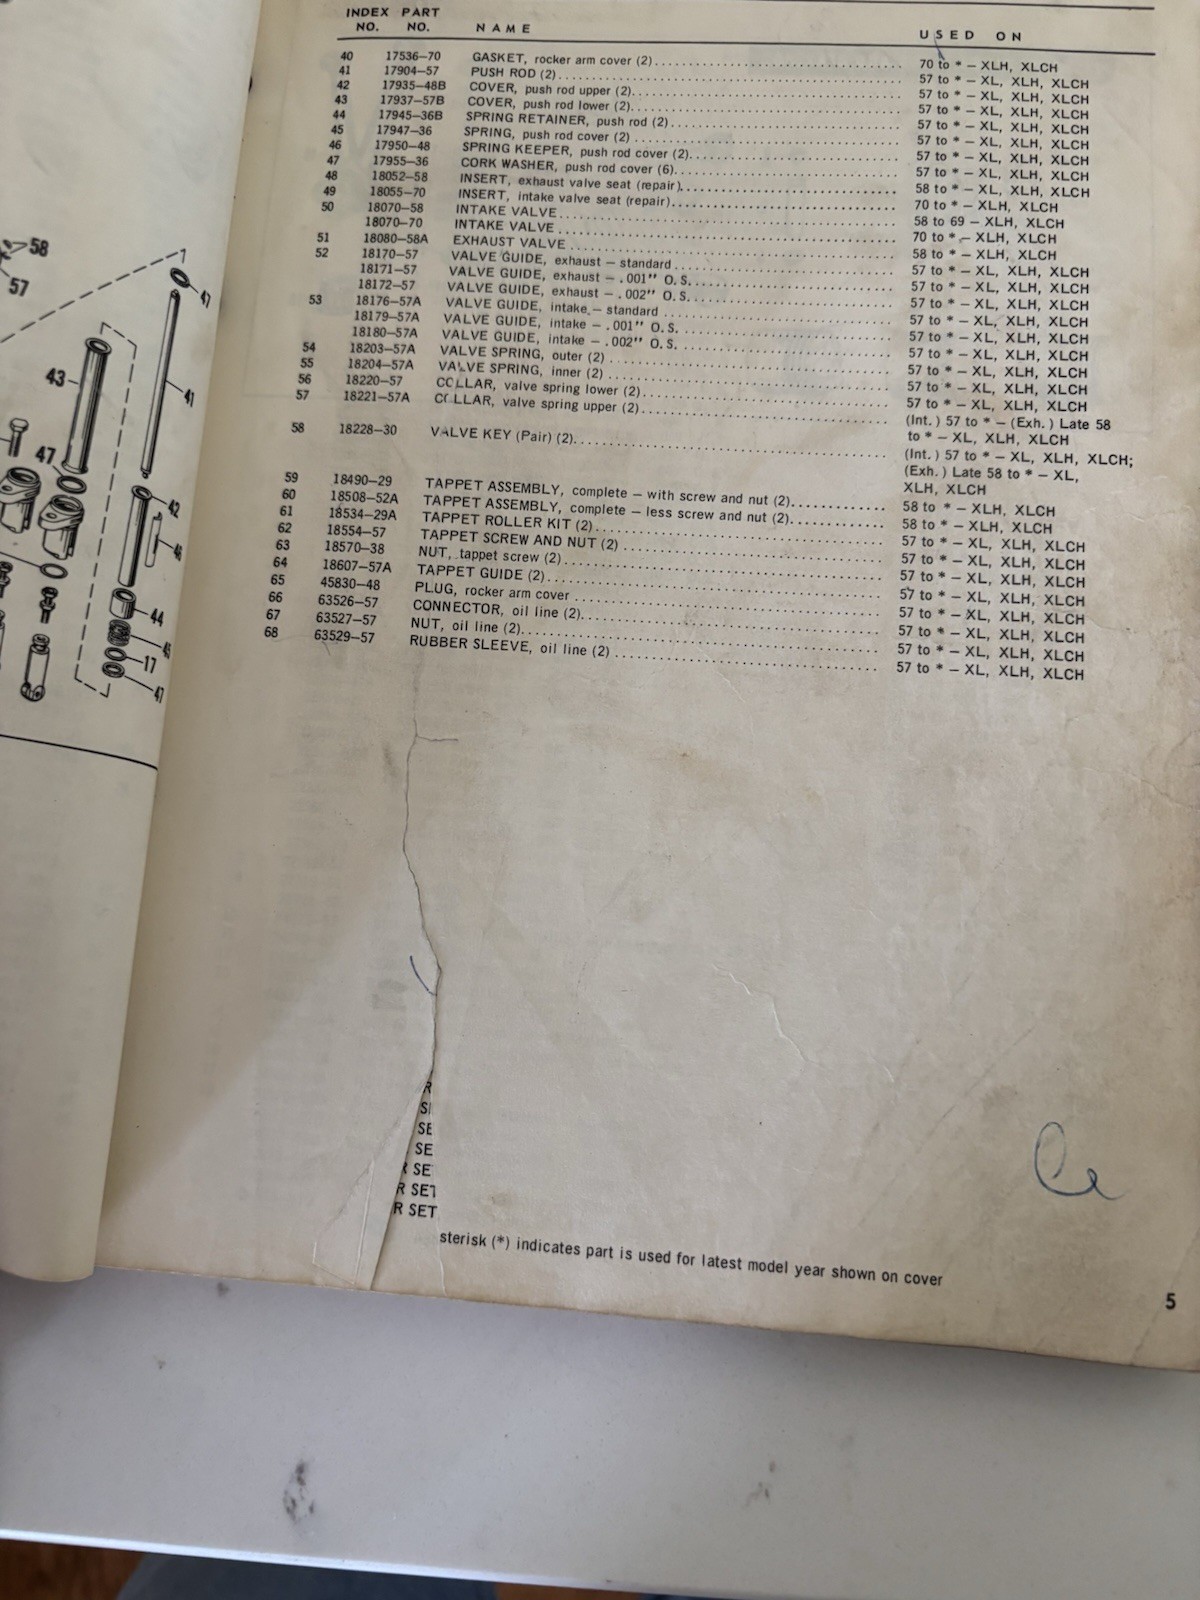 INDEX PART
NO. NO. NAME USED ON
40 17536–70 GASKET, rocker arm cover (2) 70 to * – XLH, XLCH
41 17904–57 PUSH ROD (2) 57 to * – XL, XLH, XLCH
42 17935–48B COVER, push rod upper (2) 57 to * – XL, XLH, XLCH
43 17937–57B COVER, push rod lower (2) 57 to * – XL, XLH, XLCH
44 17945–36B SPRING RETAINER, push rod (2) 57 to * – XL, XLH, XLCH
45 17947–36 SPRING, push rod cover (2) 57 to * – XL, XLH, XLCH
46 17950–48 SPRING KEEPER, push rod cover (2) 57 to * – XL, XLH, XLCH
47 17955–36 CORK WASHER, push rod cover (6) 57 to * – XL, XLH, XLCH
48 18052–58 INSERT, exhaust valve seat (repair) 58 to * – XL, XLH, XLCH
49 18055–70 INSERT, intake valve seat (repair) 70 to * – XLH, XLCH
50 18070–58 INTAKE VALVE 58 to 69 – XLH, XLCH
18070–70 INTAKE VALVE 70 to * – XLH, XLCH
51 18080–58A EXHAUST VALVE 58 to * – XLH, XLCH
52 18170–57 VALVE GUIDE, exhaust – standard 57 to * – XL, XLH, XLCH
18171–57 VALVE GUIDE, exhaust – .001" O. S. 57 to * – XL, XLH, XLCH
18172–57 VALVE GUIDE, exhaust – .002" O. S. 57 to * – XL, XLH, XLCH
53 18176–57A VALVE GUIDE, intake – standard 57 to * – XL, XLH, XLCH
18179–57A VALVE GUIDE, intake – .001" O. S. 57 to * – XL, XLH, XLCH
18180–57A VALVE GUIDE, intake – .002" O. S. 57 to * – XL, XLH, XLCH
54 18203–57A VALVE SPRING, outer (2) 57 to * – XL, XLH, XLCH
55 18204–57A VALVE SPRING, inner (2) 57 to * – XL, XLH, XLCH
56 18220–57 COLLAR, valve spring lower (2) 57 to * – XL, XLH, XLCH
57 18221–57A COLLAR, valve spring upper (2) (Int.) 57 to * – (Exh.) Late 58
to * – XL, XLH, XLCH
58 18228–30 VALVE KEY (Pair) (2) (Int.) 57 to * – XL, XLH, XLCH;
(Exh.) Late 58 to * – XL,
XLH, XLCH
59 18490–29 TAPPET ASSEMBLY, complete – with screw and nut (2) 58 to * – XLH, XLCH
60 18508–52A TAPPET ASSEMBLY, complete – less screw and nut (2) 58 to * – XLH, XLCH
61 18534–29A TAPPET ROLLER KIT (2) 57 to * – XL, XLH, XLCH
62 18554–57 TAPPET SCREW AND NUT (2) 57 to * – XL, XLH, XLCH
63 18570–38 NUT, tappet screw (2) 57 to * – XL, XLH, XLCH
64 18607–57A TAPPET GUIDE (2) 57 to * – XL, XLH, XLCH
65 45830–48 PLUG, rocker arm cover 57 to * – XL, XLH, XLCH
66 63526–57 CONNECTOR, oil line (2) 57 to * – XL, XLH, XLCH
67 63527–57 NUT, oil line (2) 57 to * – XL, XLH, XLCH
68 63529–57 RUBBER SLEEVE, oil line (2) 57 to * – XL, XLH, XLCH
58
57
47
43
41
47
42
46
44
45
17
47
R
SE
SE
SE
R SE
R SET
R SET
sterisk (*) indicates part is used for latest model year shown on cover
5